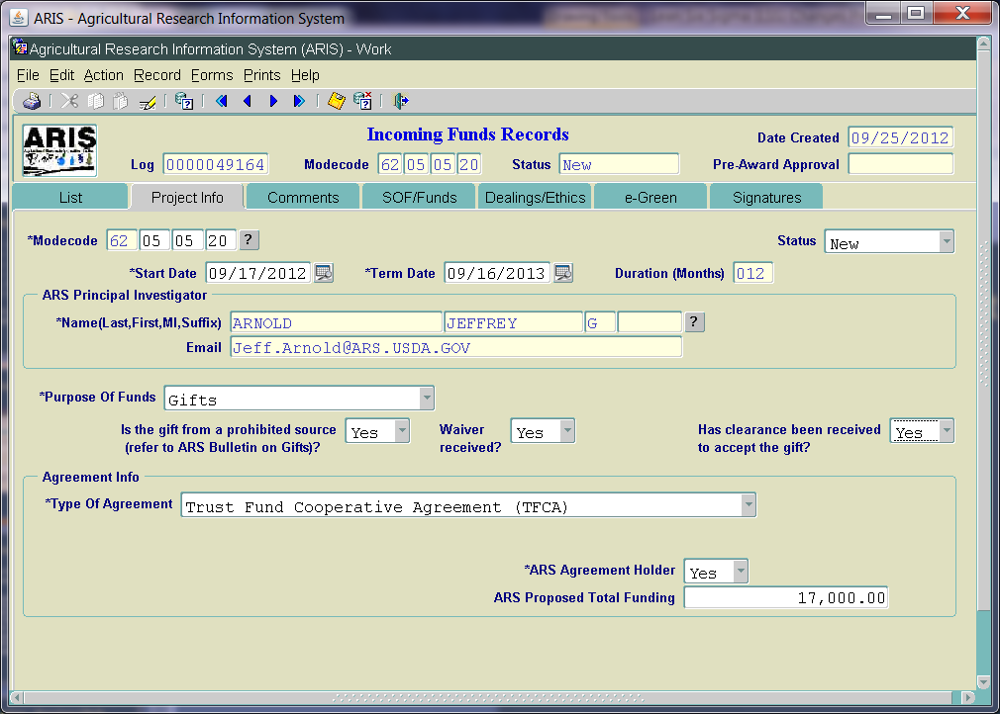 ARIS - Agricultural Research Information System
Agricultural Research Information System (ARIS) - Work
File Edit Action Record Forms Prints Help
ARIS
Incoming Funds Records
Date Created 09/25/2012
Log 0000049164 Modecode 62 05 05 20 Status New Pre-Award Approval
List Project Info Comments SOF/Funds Dealings/Ethics e-Green Signatures
*Modecode 62 05 05 20 ? Status New
*Start Date 09/17/2012 *Term Date 09/16/2013 Duration (Months) 012
ARS Principal Investigator
*Name(Last,First,MI,Suffix) ARNOLD JEFFREY G ?
Email Jeff.Arnold@ARS.USDA.GOV
*Purpose Of Funds Gifts
Is the gift from a prohibited source (refer to ARS Bulletin on Gifts)? Yes
Waiver received? Yes
Has clearance been received to accept the gift? Yes
Agreement Info
*Type Of Agreement Trust Fund Cooperative Agreement (TFCA)
*ARS Agreement Holder Yes
ARS Proposed Total Funding 17,000.00